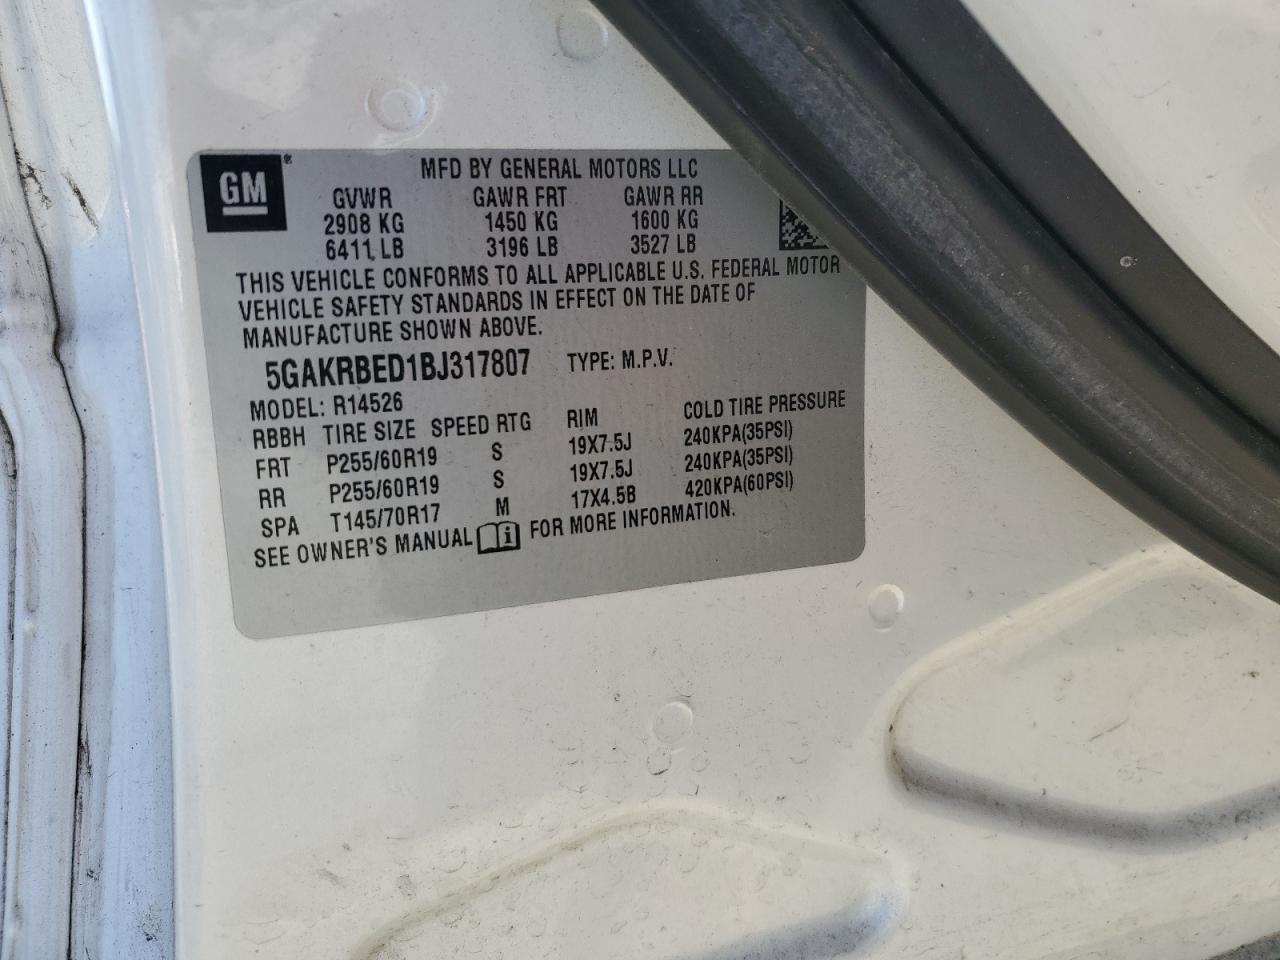 GM®
MFD BY GENERAL MOTORS LLC
GVWR GAWR FRT GAWR RR
2908 KG 1450 KG 1600 KG
6411 LB 3196 LB 3527 LB
THIS VEHICLE CONFORMS TO ALL APPLICABLE U.S. FEDERAL MOTOR
VEHICLE SAFETY STANDARDS IN EFFECT ON THE DATE OF
MANUFACTURE SHOWN ABOVE.
5GAKRBED1BJ317807 TYPE: M.P.V.
MODEL: R14526
RBBH TIRE SIZE SPEED RTG RIM COLD TIRE PRESSURE
FRT P255/60R19 S 19X7.5J 240KPA(35PSI)
RR P255/60R19 S 19X7.5J 240KPA(35PSI)
SPA T145/70R17 M 17X4.5B 420KPA(60PSI)
SEE OWNER'S MANUAL i FOR MORE INFORMATION.